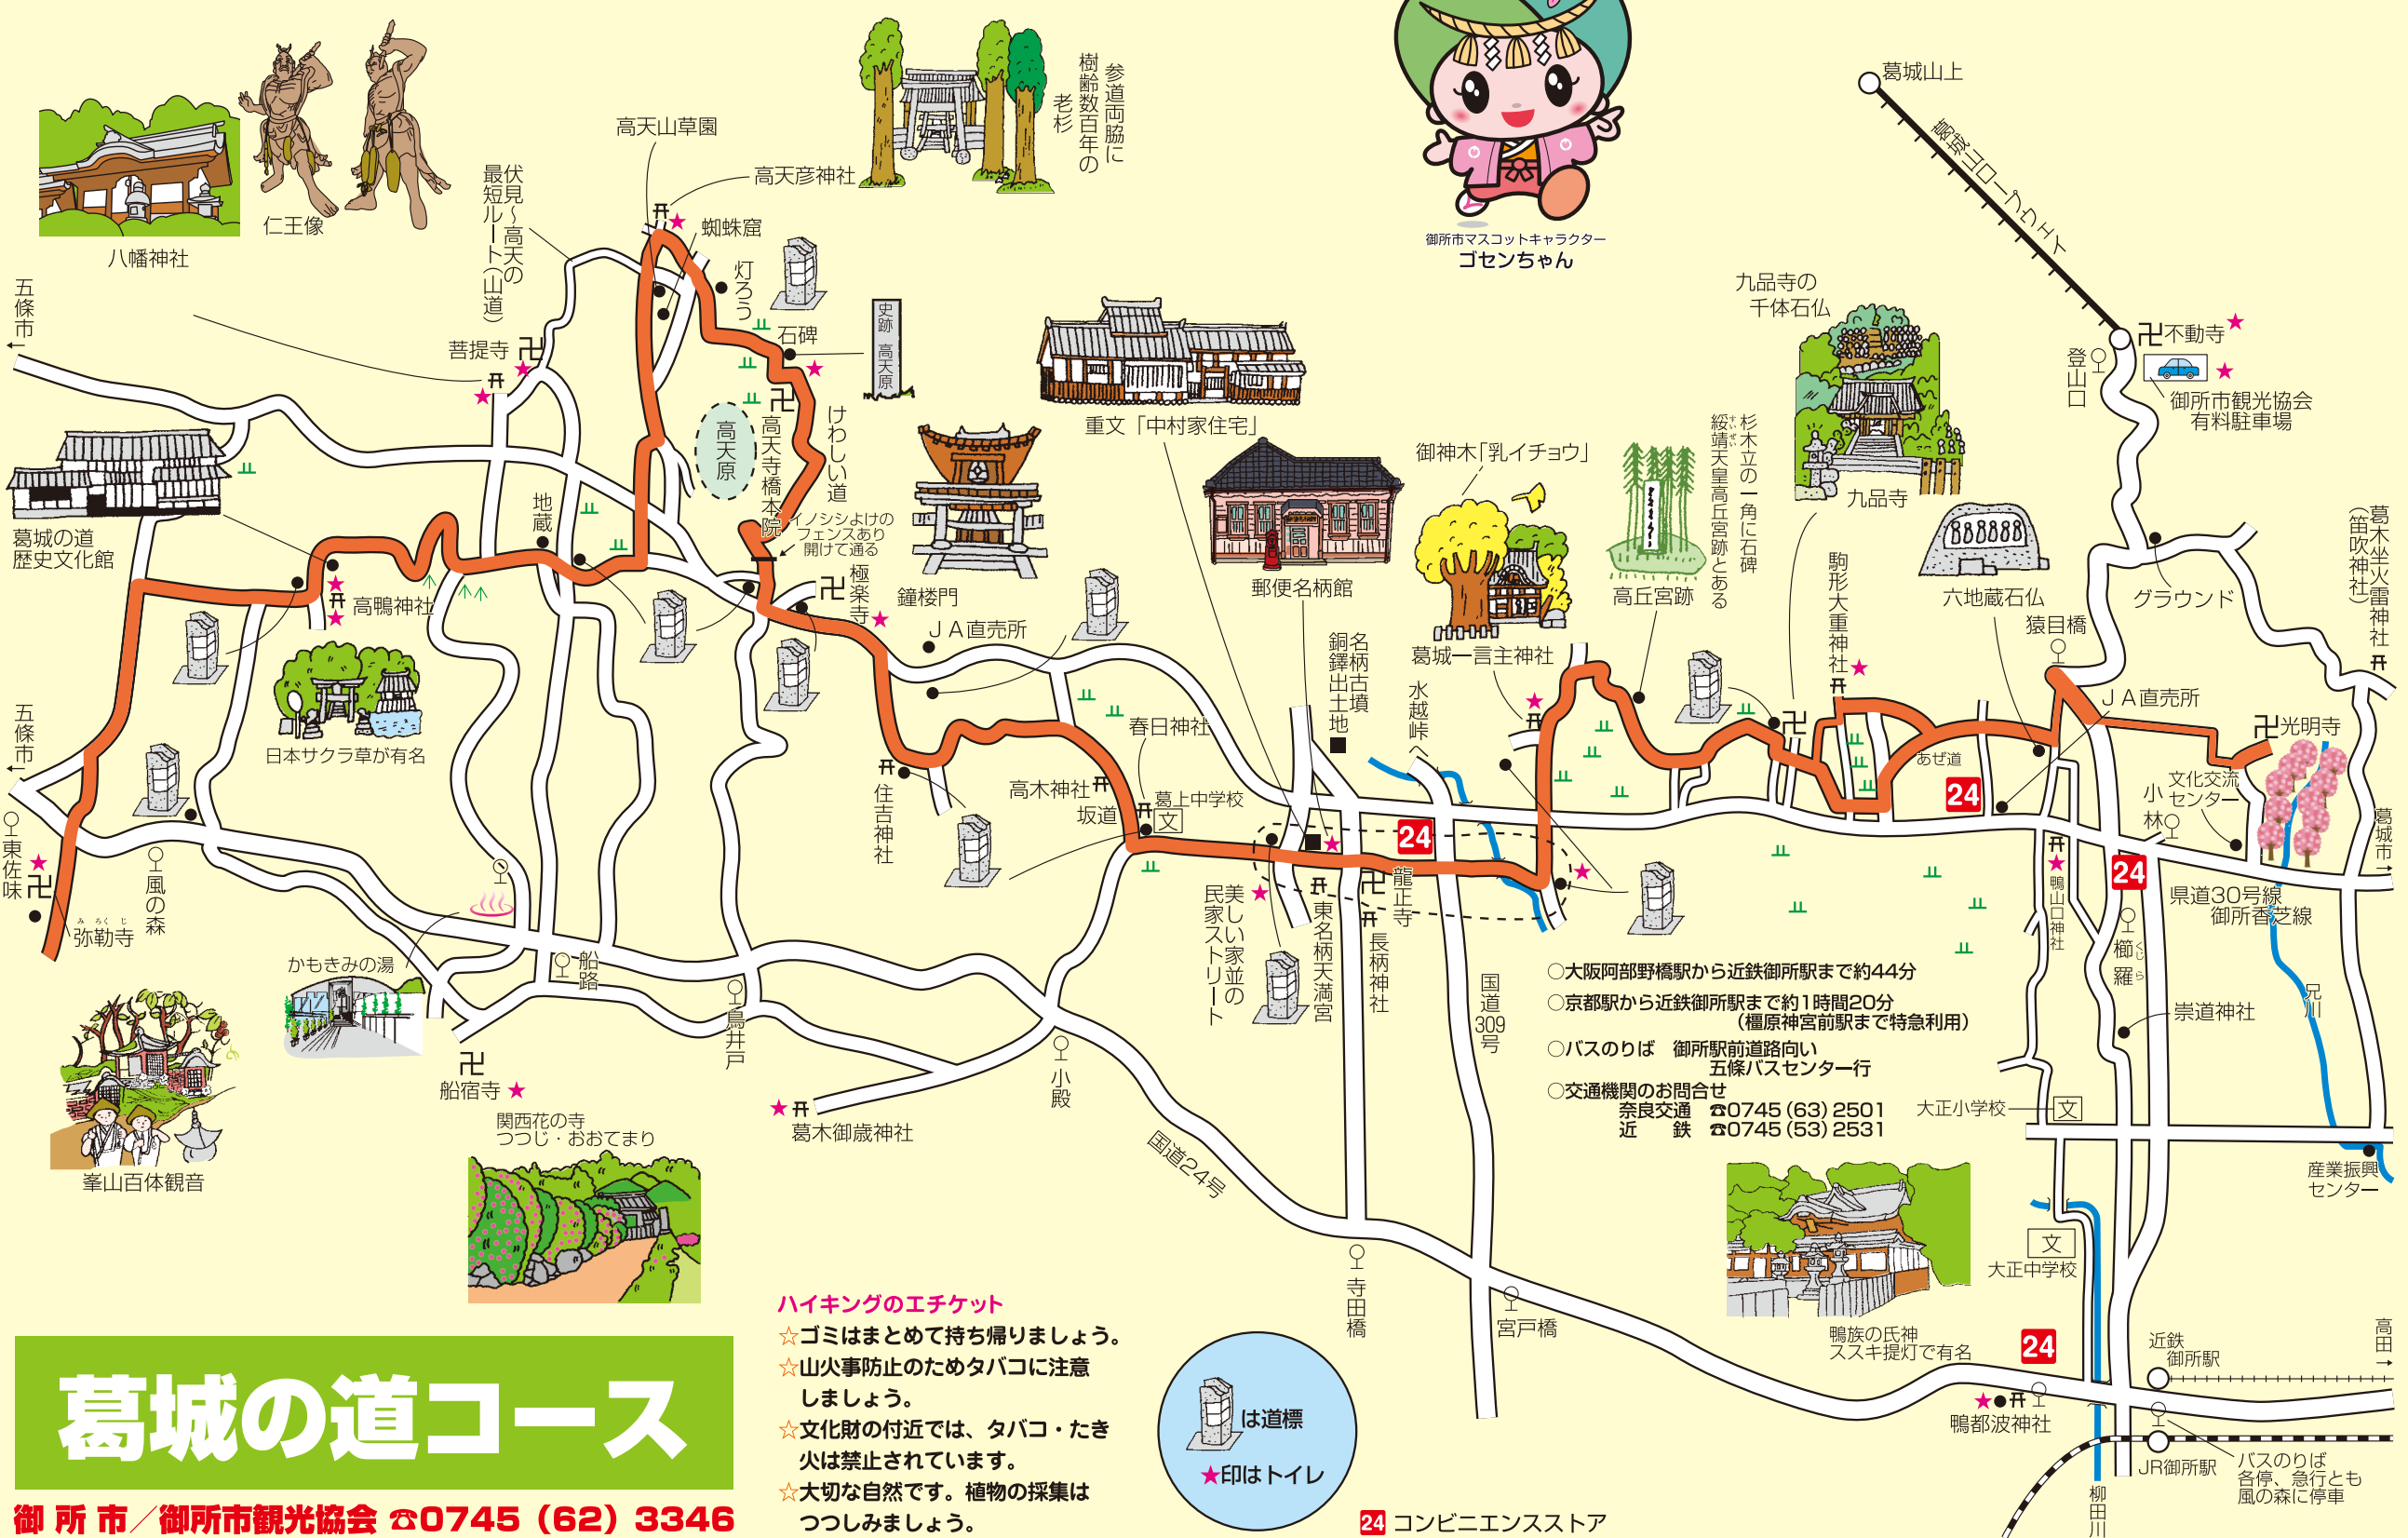 葛城山上
葛城山ロープウェイ
高天山草園
高天彦神社
参道両脇に
樹齢数百年の
老杉
伏見～高天の
最短ルート(山道)
仁王像
八幡神社
蜘蛛窟
灯ろう
石碑
史跡 高天原
御所市マスコットキャラクター
ゴセンちゃん
五條市
←
菩提寺
高天原
高天寺橋本院
けわしい道
イノシシよけの
フェンスあり
開けて通る
重文「中村家住宅」
郵便名柄館
御神木「乳イチョウ」
葛城一言主神社
杉木立の一角に石碑
綏靖天皇高丘宮跡とある
すいぜい
高丘宮跡
九品寺の
千体石仏
九品寺
不動寺
登山口
御所市観光協会
有料駐車場
葛木坐火雷神社
(笛吹神社)
グラウンド
六地蔵石仏
猿目橋
駒形大重神社
JA直売所
光明寺
あぜ道
文化交流
センター
小林
葛城市
→
県道30号線
御所香芝線
葛城の道
歴史文化館
地蔵
高鴨神社
日本サクラ草が有名
極楽寺
鐘楼門
JA直売所
春日神社
高木神社
坂道
葛上中学校
文
住吉神社
名柄古墳
銅鐸出土地
水越峠へ
24
24
24
龍正寺
長柄神社
東名柄天満宮
美しい家並の
民家ストリート
国道309号
五條市
←
東佐味
弥勒寺
み ろく じ
風の森
かもきみの湯
峯山百体観音
船路
船宿寺
関西花の寺
つつじ・おおてまり
鳥井戸
葛木御歳神社
小殿
国道24号
寺田橋
宮戸橋
鴨山口神社
櫛羅
くじ ら
崇道神社
兄川
○大阪阿部野橋駅から近鉄御所駅まで約44分
○京都駅から近鉄御所駅まで約1時間20分
(橿原神宮前駅まで特急利用)
○バスのりば 御所駅前道路向い
五條バスセンター行
○交通機関のお問合せ
奈良交通 ☎0745(63)2501
近 鉄 ☎0745(53)2531
大正小学校
文
産業振興
センター
文
大正中学校
鴨族の氏神
ススキ提灯で有名
24
鴨都波神社
近鉄
御所駅
高田
→
JR御所駅
バスのりば
各停、急行とも
風の森に停車
柳田川
葛城の道コース
御所市／御所市観光協会 ☎0745(62)3346
ハイキングのエチケット
☆ゴミはまとめて持ち帰りましょう。
☆山火事防止のためタバコに注意
しましょう。
☆文化財の付近では、タバコ・たき
火は禁止されています。
☆大切な自然です。植物の採集は
つつしみましょう。
は道標
★印はトイレ
24 コンビニエンスストア